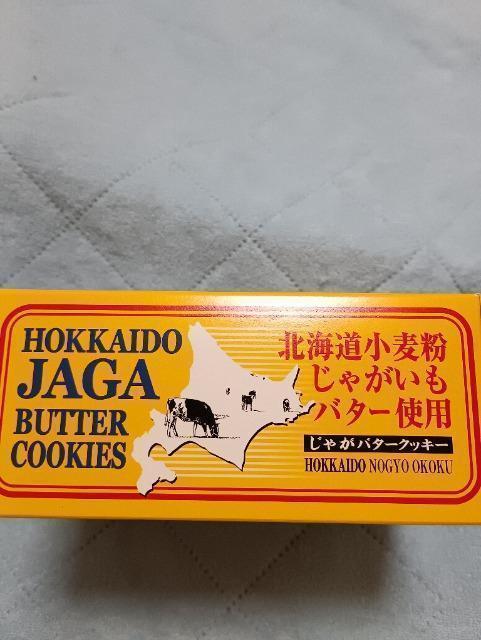 HOKKAIDO
JAGA
BUTTER
COOKIES
北海道小麦粉
じゃがいも
バター使用
じゃがバタークッキー
HOKKAIDO NOGYO OKOKU